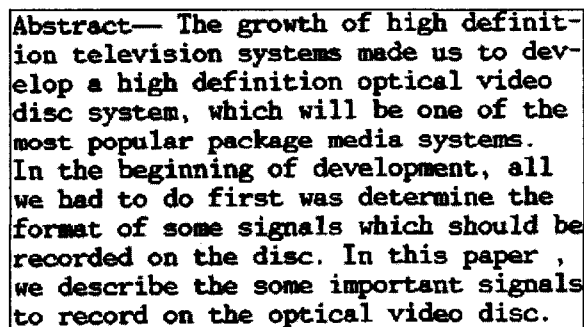 Abstract— The growth of high definit-
ion television systems made us to dev-
elop a high definition optical video
disc system, which will be one of the
most popular package media systems.
In the beginning of development, all
we had to do first was determine the
format of some signals which should be
recorded on the disc. In this paper ,
we describe the some important signals
to record on the optical video disc.